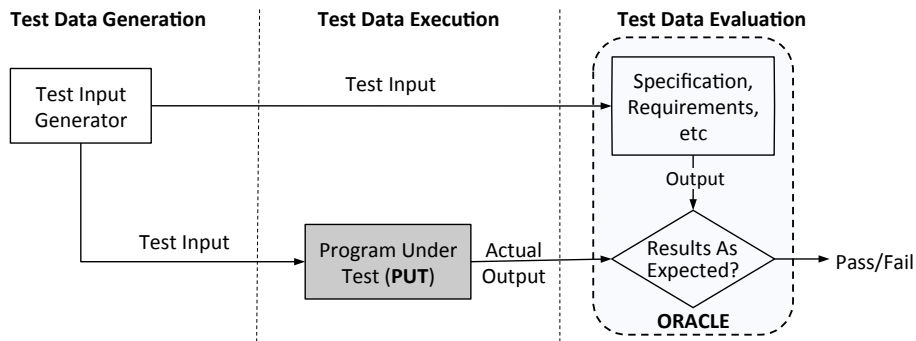 Test Data Generation
Test Data Execution
Test Data Evaluation
Test Input
Generator
Test Input
Specification,
Requirements,
etc
Output
Test Input
Program Under
Test (PUT)
Actual
Output
Results As
Expected?
Pass/Fail
ORACLE